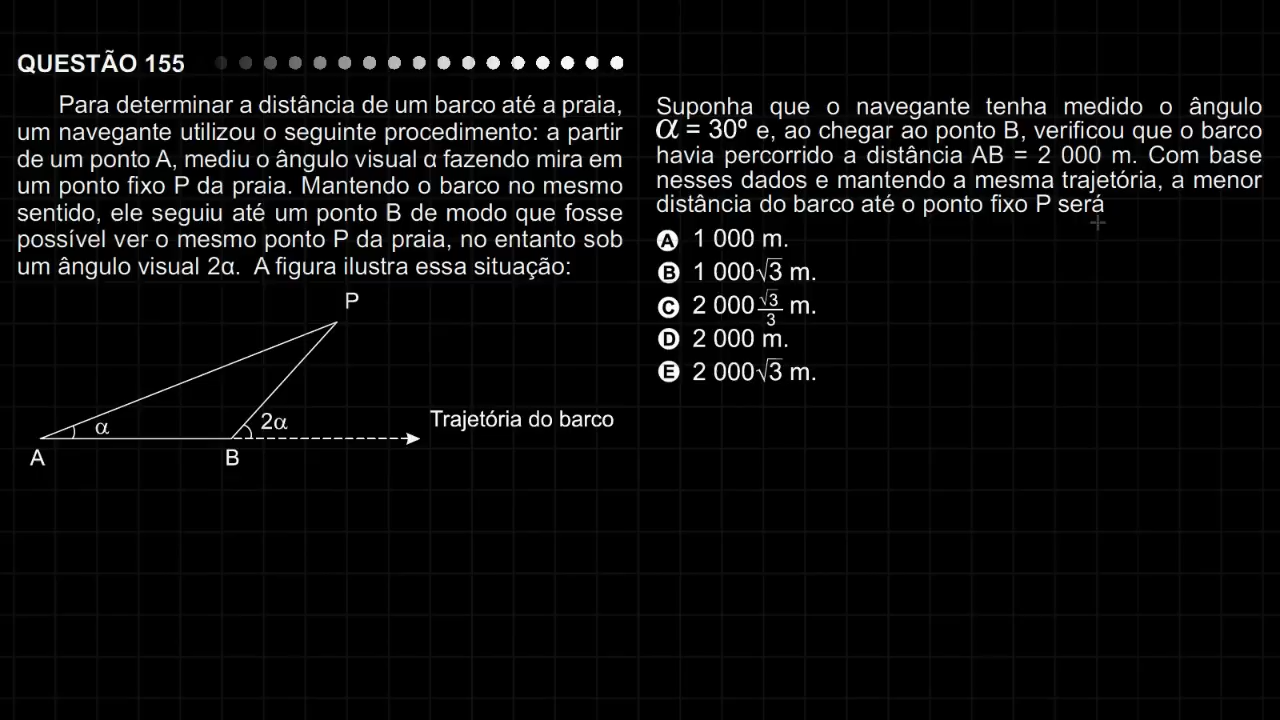 QUESTÃO 155
Para determinar a distância de um barco até a praia,
um navegante utilizou o seguinte procedimento: a partir
de um ponto A, mediu o ângulo visual α fazendo mira em
um ponto fixo P da praia. Mantendo o barco no mesmo
sentido, ele seguiu até um ponto B de modo que fosse
possível ver o mesmo ponto P da praia, no entanto sob
um ângulo visual 2α. A figura ilustra essa situação:
P
α
2α
Trajetória do barco
A
B
Suponha que o navegante tenha medido o ângulo
α = 30º e, ao chegar ao ponto B, verificou que o barco
havia percorrido a distância AB = 2 000 m. Com base
nesses dados e mantendo a mesma trajetória, a menor
distância do barco até o ponto fixo P será
A 1 000 m.
B 1 000√3 m.
C 2 000 √3/3 m.
D 2 000 m.
E 2 000√3 m.